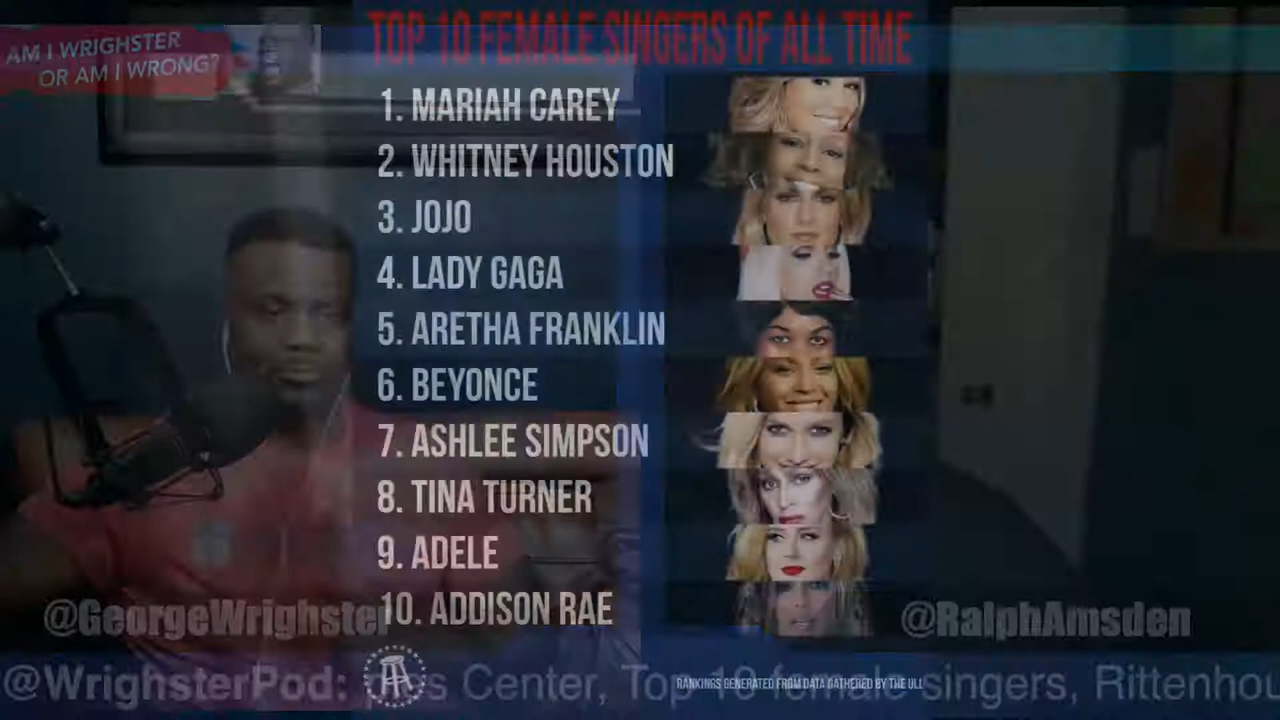 TOP 10 FEMALE SINGERS OF ALL TIME
AM I WRIGHSTER
OR AM I WRONG?
1. MARIAH CAREY
2. WHITNEY HOUSTON
3. JOJO
4. LADY GAGA
5. ARETHA FRANKLIN
6. BEYONCE
7. ASHLEE SIMPSON
8. TINA TURNER
9. ADELE
10. ADDISON RAE
@GeorgeWrighster
@RalphAmsden
@WrighsterPod: Center, Top 10 female singers, Rittenhou
RANKINGS GENERATED FROM DATA GATHERED BY THE